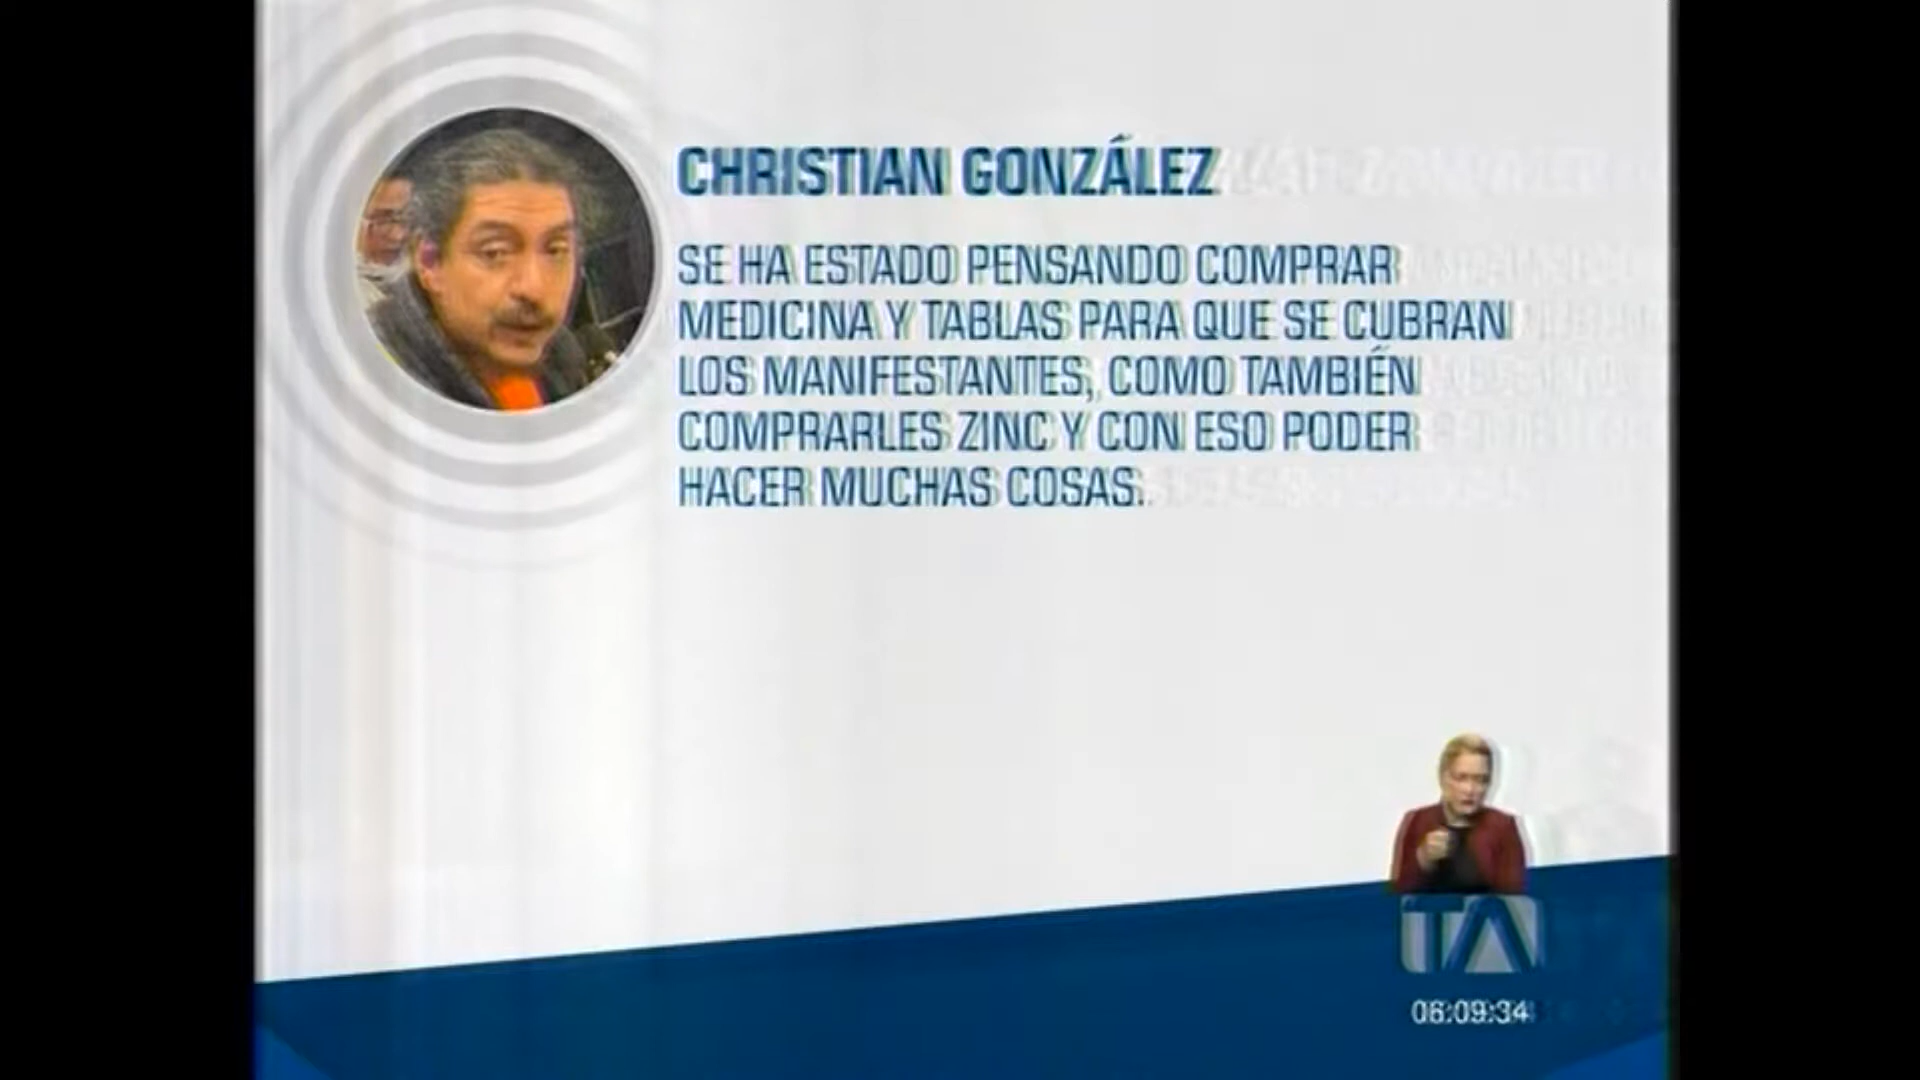 CHRISTIAN GONZÁLEZ
SE HA ESTADO PENSANDO COMPRAR
MEDICINA Y TABLAS PARA QUE SE CUBRAN
LOS MANIFESTANTES, COMO TAMBIÉN
COMPRARLES ZINC Y CON ESO PODER
HACER MUCHAS COSAS.
TA
06:09:34